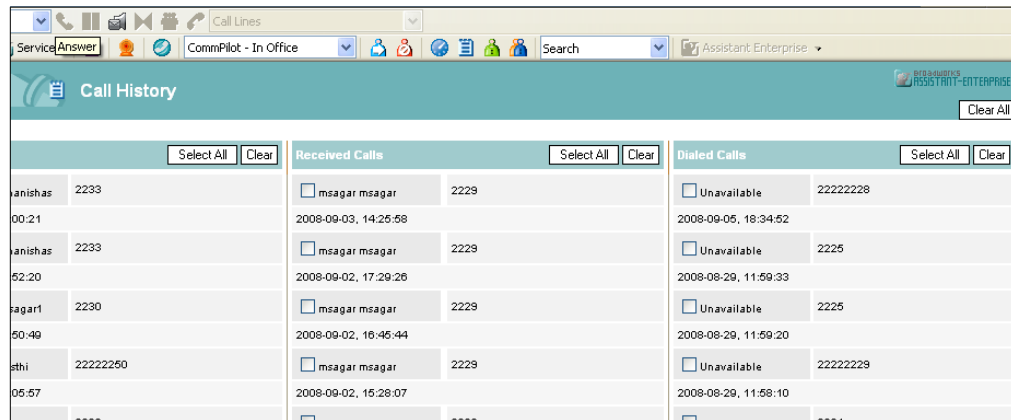 Call Lines
Service Answer CommPilot - In Office Search Assistant Enterprise
Call History
broadworks
ASSISTANT-ENTERPRISE
Clear All
Select All Clear Received Calls Select All Clear Dialed Calls Select All Clear
anishas 2233 msagar msagar 2229 Unavailable 22222228
00:21 2008-09-03, 14:25:58 2008-09-05, 18:34:52
anishas 2233 msagar msagar 2229 Unavailable 2225
52:20 2008-09-02, 17:29:26 2008-08-29, 11:59:33
sagar1 2230 msagar msagar 2229 Unavailable 2225
:50:49 2008-09-02, 16:45:44 2008-08-29, 11:59:20
sthi 22222250 msagar msagar 2229 Unavailable 22222229
05:57 2008-09-02, 15:28:07 2008-08-29, 11:58:10